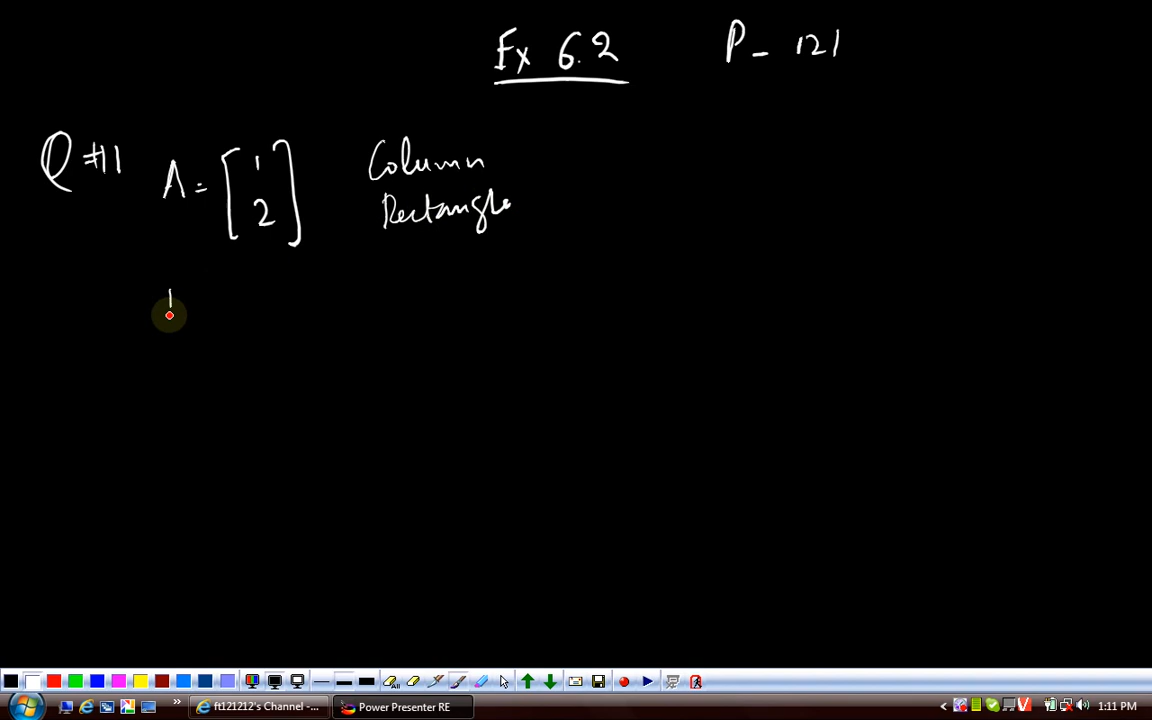 Ex 6.2 P - 121
Q #1 A = [ 1 2 ] Column
Rectangle
ft121212's Channel -...
Power Presenter RE
1:11 PM